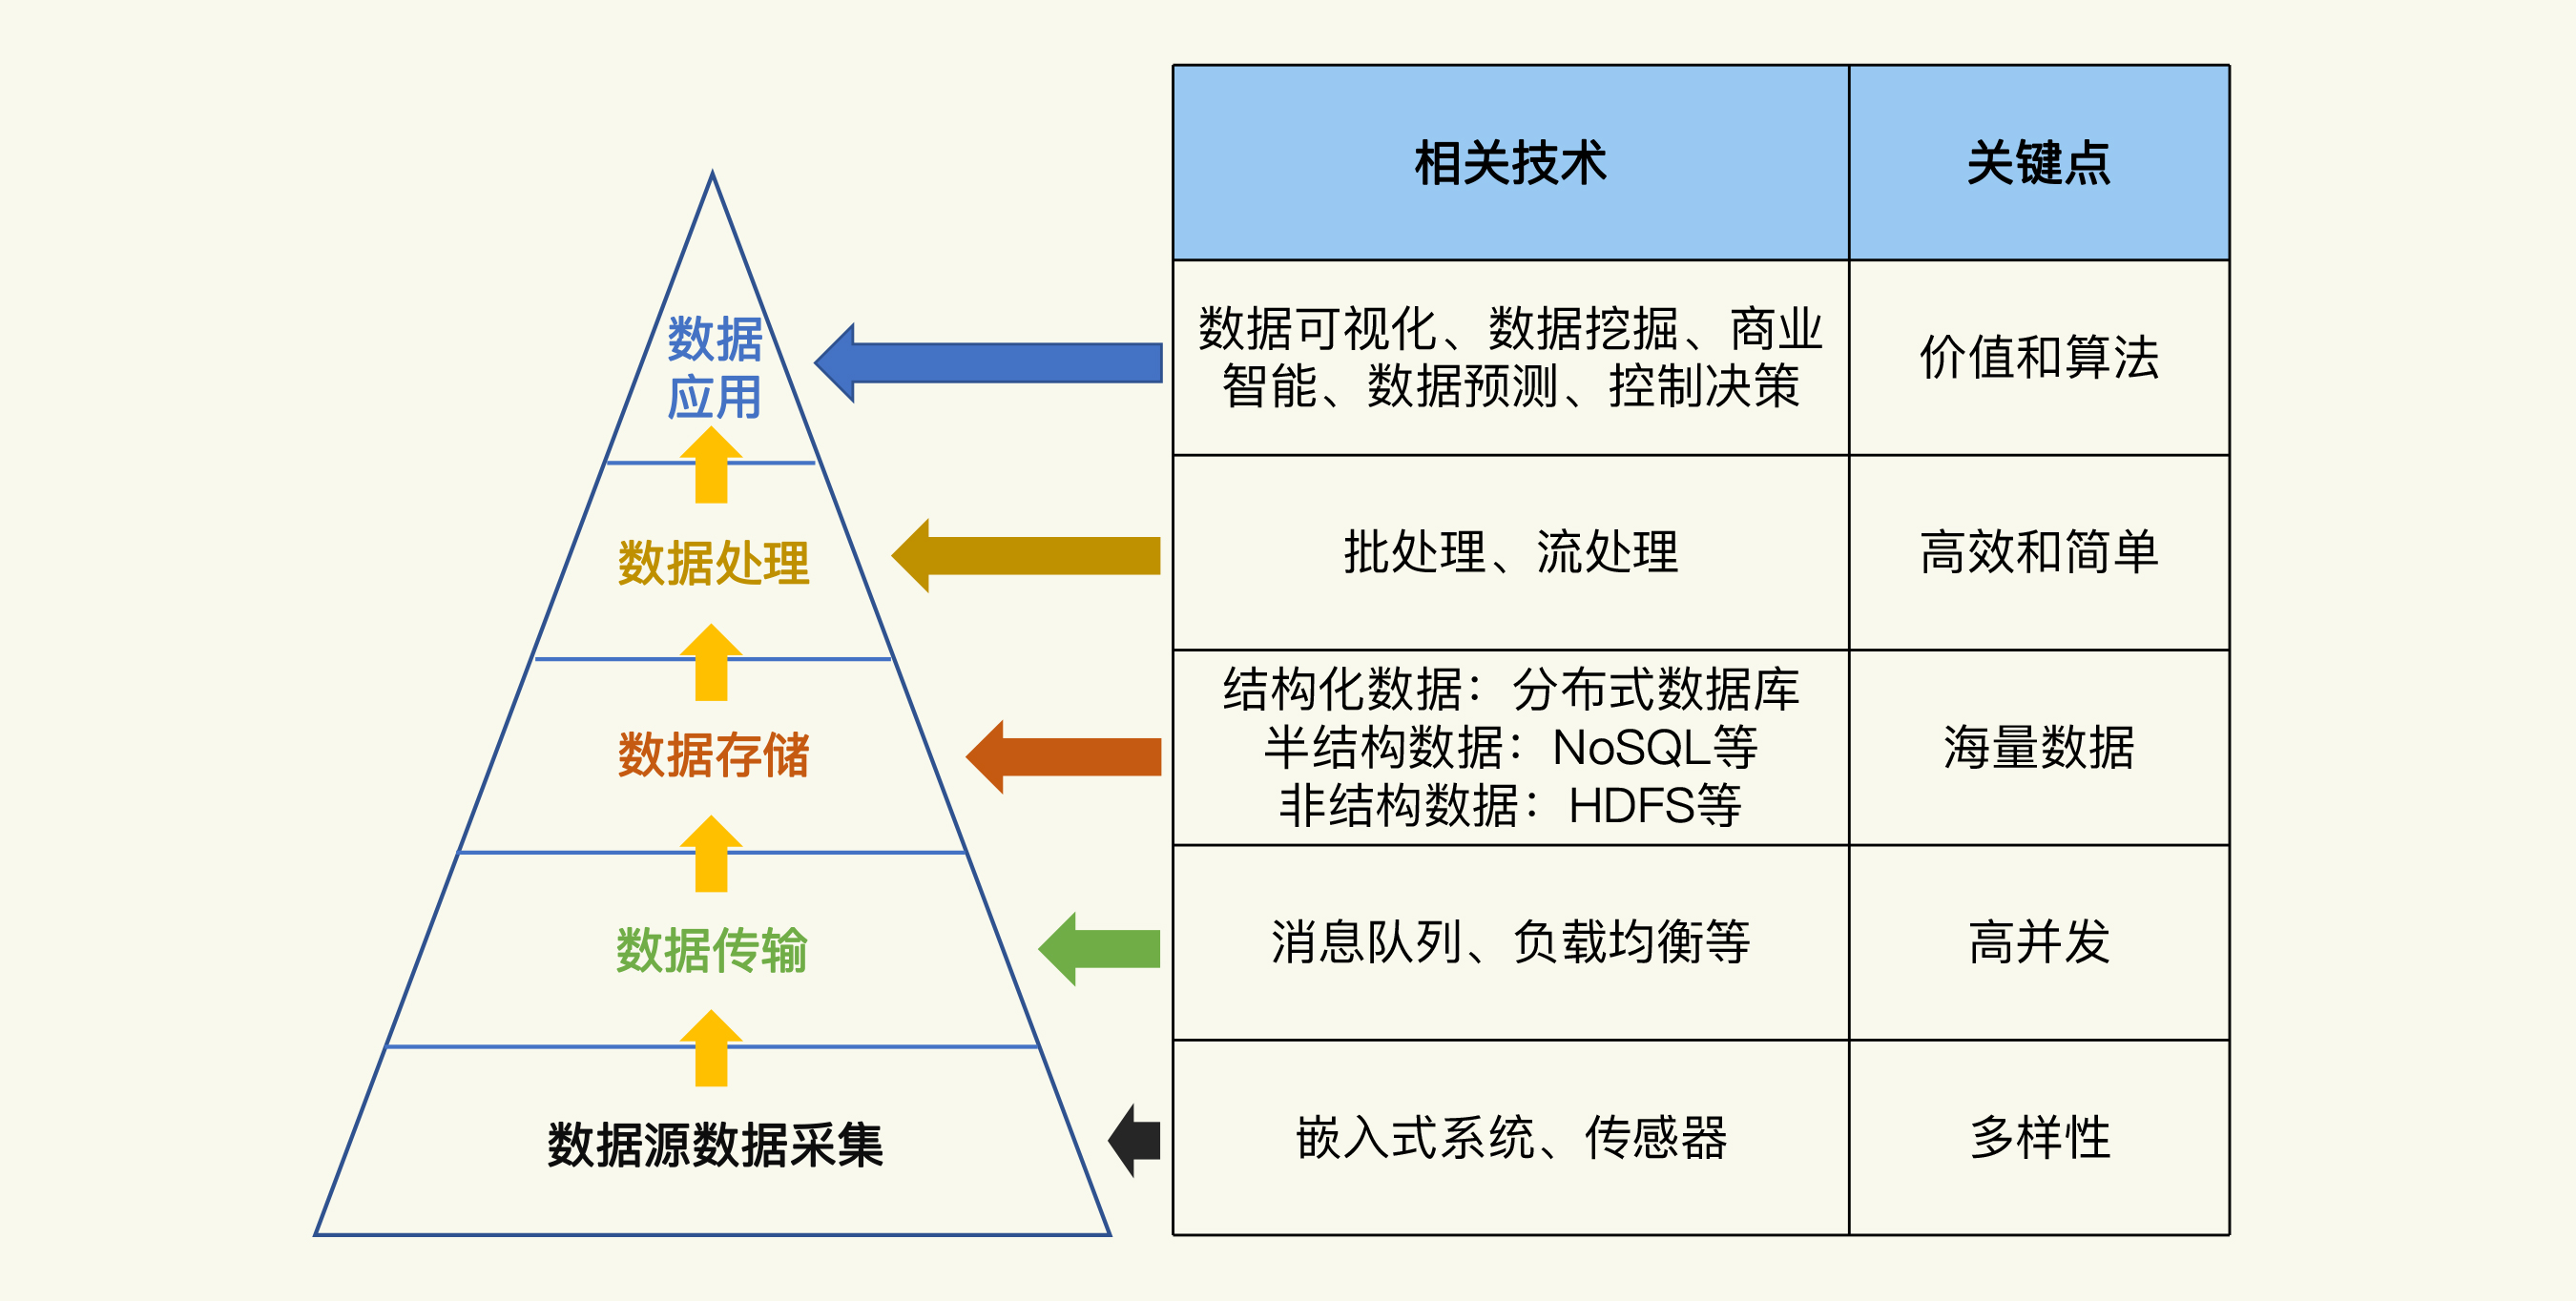 相关技术
关键点
数据
应用
数据可视化、数据挖掘、商业
智能、数据预测、控制决策
价值和算法
数据处理
批处理、流处理
高效和简单
数据存储
结构化数据：分布式数据库
半结构数据：NoSQL等
非结构数据：HDFS等
海量数据
数据传输
消息队列、负载均衡等
高并发
数据源数据采集
嵌入式系统、传感器
多样性